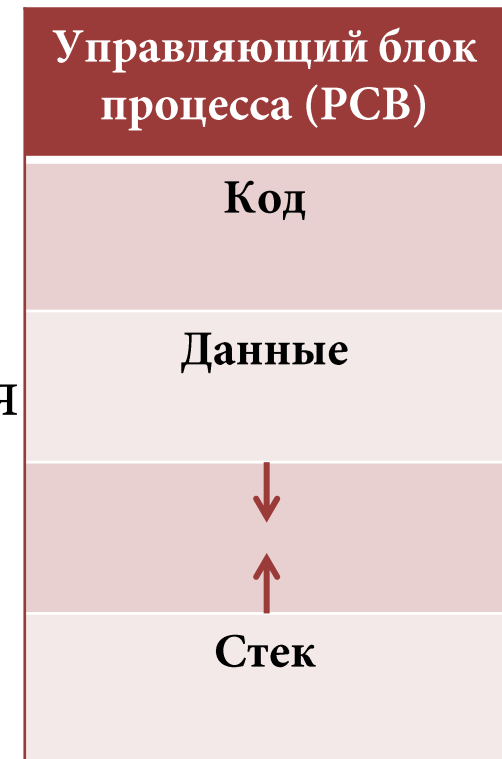 Управляющий блок
процесса (PCB)
Код
Данные
я
Стек